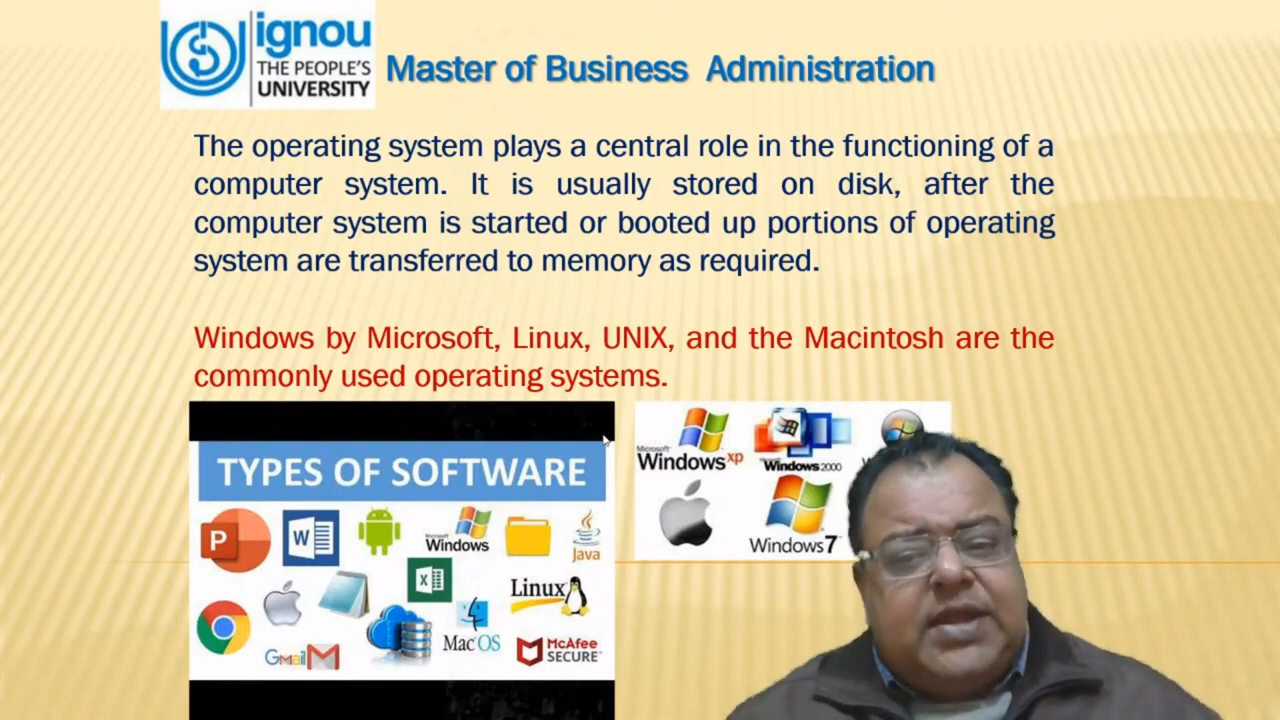 ignou
THE PEOPLE'S
UNIVERSITY
Master of Business Administration
The operating system plays a central role in the functioning of a
computer system. It is usually stored on disk, after the
computer system is started or booted up portions of operating
system are transferred to memory as required.
Windows by Microsoft, Linux, UNIX, and the Macintosh are the
commonly used operating systems.
TYPES OF SOFTWARE
P
W
Microsoft
Windows
Java
X
Linux
Mac OS
Gmail
McAfee
SECURE
Microsoft
Windows xp
Microsoft
Windows 2000
W
Windows 7